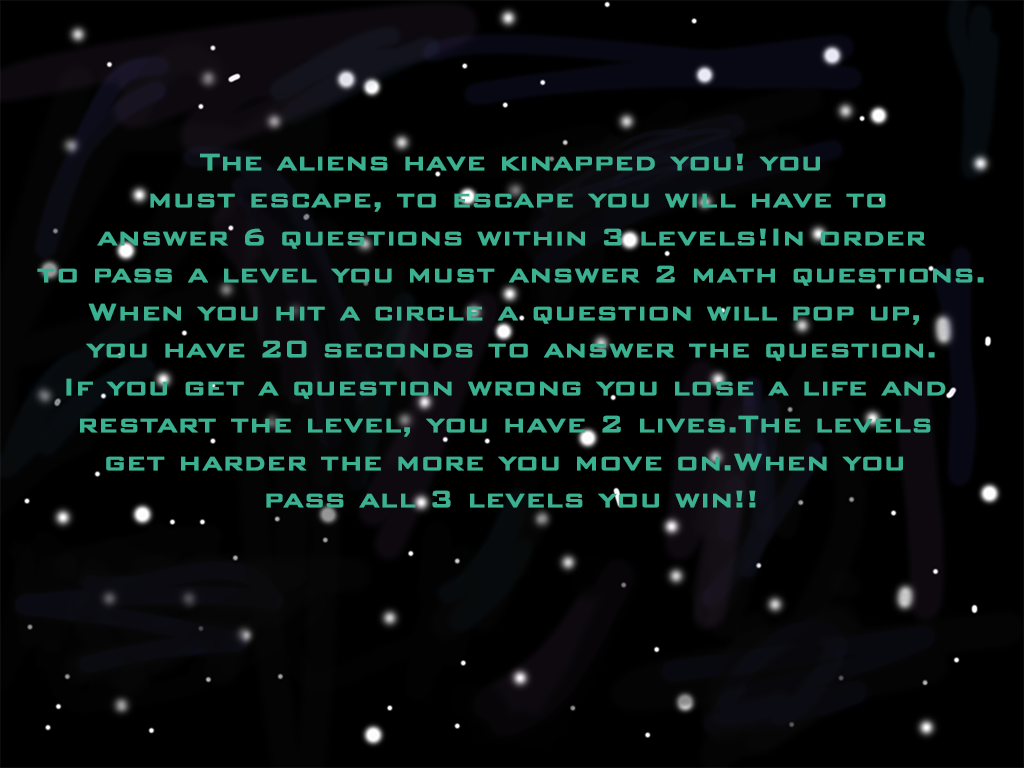 The aliens have kinapped you! you
must escape, to escape you will have to
answer 6 questions within 3 levels!In order
to pass a level you must answer 2 math questions.
When you hit a circle a question will pop up,
you have 20 seconds to answer the question.
If you get a question wrong you lose a life and
restart the level, you have 2 lives.The levels
get harder the more you move on.When you
pass all 3 levels you win!!